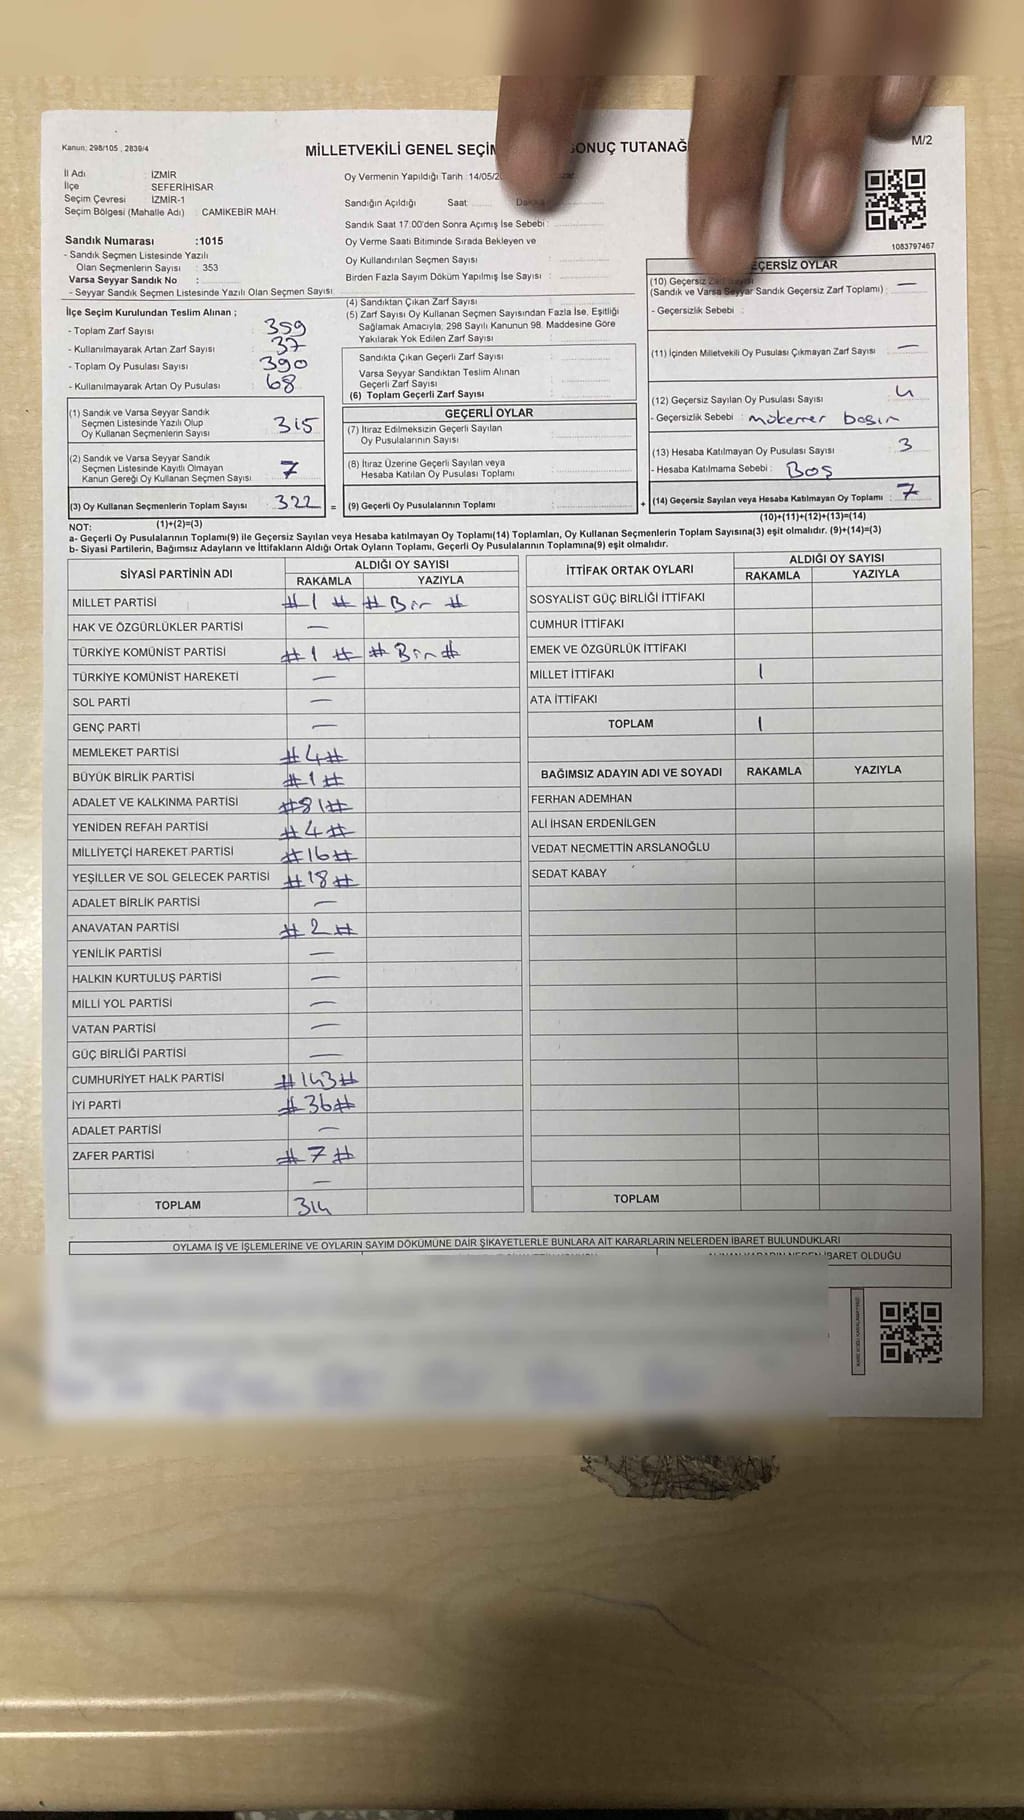 Kanun; 298/105 , 2839/4
M/2
MİLLETVEKİLİ GENEL SEÇİM SONUÇ TUTANAĞ
İl Adı : İZMİR
İlçe SEFERİHİSAR
Seçim Çevresi İZMİR-1
Seçim Bölgesi (Mahalle Adı) : CAMİKEBİR MAH.
Sandık Numarası :1015
- Sandık Seçmen Listesinde Yazılı
Olan Seçmenlerin Sayısı : 353
Varsa Seyyar Sandık No :
- Seyyar Sandık Seçmen Listesinde Yazılı Olan Seçmen Sayısı :
Oy Vermenin Yapıldığı Tarih :14/05/2
Sandığın Açıldığı Saat Dakika
Sandık Saat 17:00'den Sonra Açılmış İse Sebebi :
Oy Verme Saati Bitiminde Sırada Bekleyen ve
Oy Kullandırılan Seçmen Sayısı :
Birden Fazla Sayım Döküm Yapılmış İse Sayısı :
1083797467
İlçe Seçim Kurulundan Teslim Alınan ;
- Toplam Zarf Sayısı : 359
- Kullanılmayarak Artan Zarf Sayısı : 37
- Toplam Oy Pusulası Sayısı : 390
- Kullanılmayarak Artan Oy Pusulası : 68
(1) Sandık ve Varsa Seyyar Sandık
Seçmen Listesinde Yazılı Olup
Oy Kullanan Seçmenlerin Sayısı 315
(2) Sandık ve Varsa Seyyar Sandık
Seçmen Listesinde Kayıtlı Olmayan
Kanun Gereği Oy Kullanan Seçmen Sayısı 7
(3) Oy Kullanan Seçmenlerin Toplam Sayısı 322 =
(4) Sandıktan Çıkan Zarf Sayısı :
(5) Zarf Sayısı Oy Kullanan Seçmen Sayısından Fazla İse, Eşitliği
Sağlamak Amacıyla; 298 Sayılı Kanunun 98. Maddesine Göre
Yakılarak Yok Edilen Zarf Sayısı :
Sandıkta Çıkan Geçerli Zarf Sayısı :
Varsa Seyyar Sandıktan Teslim Alınan
Geçerli Zarf Sayısı :
(6) Toplam Geçerli Zarf Sayısı :
GEÇERLİ OYLAR
(7) İtiraz Edilmeksizin Geçerli Sayılan
Oy Pusulalarının Sayısı :
(8) İtiraz Üzerine Geçerli Sayılan veya
Hesaba Katılan Oy Pusulası Toplamı :
(9) Geçerli Oy Pusulalarının Toplamı : +
GEÇERSİZ OYLAR
(10) Geçersiz Zarf Sayısı —
(Sandık ve Varsa Seyyar Sandık Geçersiz Zarf Toplamı) :
- Geçersizlik Sebebi :
(11) İçinden Milletvekili Oy Pusulası Çıkmayan Zarf Sayısı : —
(12) Geçersiz Sayılan Oy Pusulası Sayısı : 4
- Geçersizlik Sebebi : mükerrer basım
(13) Hesaba Katılmayan Oy Pusulası Sayısı : 3
- Hesaba Katılmama Sebebi : Boş
(14) Geçersiz Sayılan veya Hesaba Katılmayan Oy Toplamı : 7
NOT: (1)+(2)=(3) (10)+(11)+(12)+(13)=(14)
a- Geçerli Oy Pusulalarının Toplamı(9) ile Geçersiz Sayılan veya Hesaba katılmayan Oy Toplamı(14) Toplamları, Oy Kullanan Seçmenlerin Toplam Sayısına(3) eşit olmalıdır. (9)+(14)=(3)
b- Siyasi Partilerin, Bağımsız Adayların ve İttifakların Aldığı Ortak Oyların Toplamı, Geçerli Oy Pusulalarının Toplamına(9) eşit olmalıdır.
SİYASİ PARTİNİN ADI ALDIĞI OY SAYISI
RAKAMLA YAZIYLA
MİLLET PARTİSİ #1# #Bir#
HAK VE ÖZGÜRLÜKLER PARTİSİ —
TÜRKİYE KOMÜNİST PARTİSİ #1# #Bir#
TÜRKİYE KOMÜNİST HAREKETİ —
SOL PARTİ —
GENÇ PARTİ —
MEMLEKET PARTİSİ #4#
BÜYÜK BİRLİK PARTİSİ #1#
ADALET VE KALKINMA PARTİSİ #81#
YENİDEN REFAH PARTİSİ #4#
MİLLİYETÇİ HAREKET PARTİSİ #16#
YEŞİLLER VE SOL GELECEK PARTİSİ #18#
ADALET BİRLİK PARTİSİ —
ANAVATAN PARTİSİ #2#
YENİLİK PARTİSİ —
HALKIN KURTULUŞ PARTİSİ —
MİLLİ YOL PARTİSİ —
VATAN PARTİSİ —
GÜÇ BİRLİĞİ PARTİSİ —
CUMHURİYET HALK PARTİSİ #143#
İYİ PARTİ #36#
ADALET PARTİSİ —
ZAFER PARTİSİ #7#
—
TOPLAM 314
İTTİFAK ORTAK OYLARI ALDIĞI OY SAYISI
RAKAMLA YAZIYLA
SOSYALİST GÜÇ BİRLİĞİ İTTİFAKI
CUMHUR İTTİFAKI
EMEK VE ÖZGÜRLÜK İTTİFAKI
MİLLET İTTİFAKI 1
ATA İTTİFAKI
TOPLAM 1
BAĞIMSIZ ADAYIN ADI VE SOYADI RAKAMLA YAZIYLA
FERHAN ADEMHAN
ALİ İHSAN ERDENİLGEN
VEDAT NECMETTİN ARSLANOĞLU
SEDAT KABAY
TOPLAM
OYLAMA İŞ VE İŞLEMLERİNE VE OYLARIN SAYIM DÖKÜMÜNE DAİR ŞİKAYETLERLE BUNLARA AİT KARARLARIN NELERDEN İBARET BULUNDUKLARI
İBARET OLDUĞU